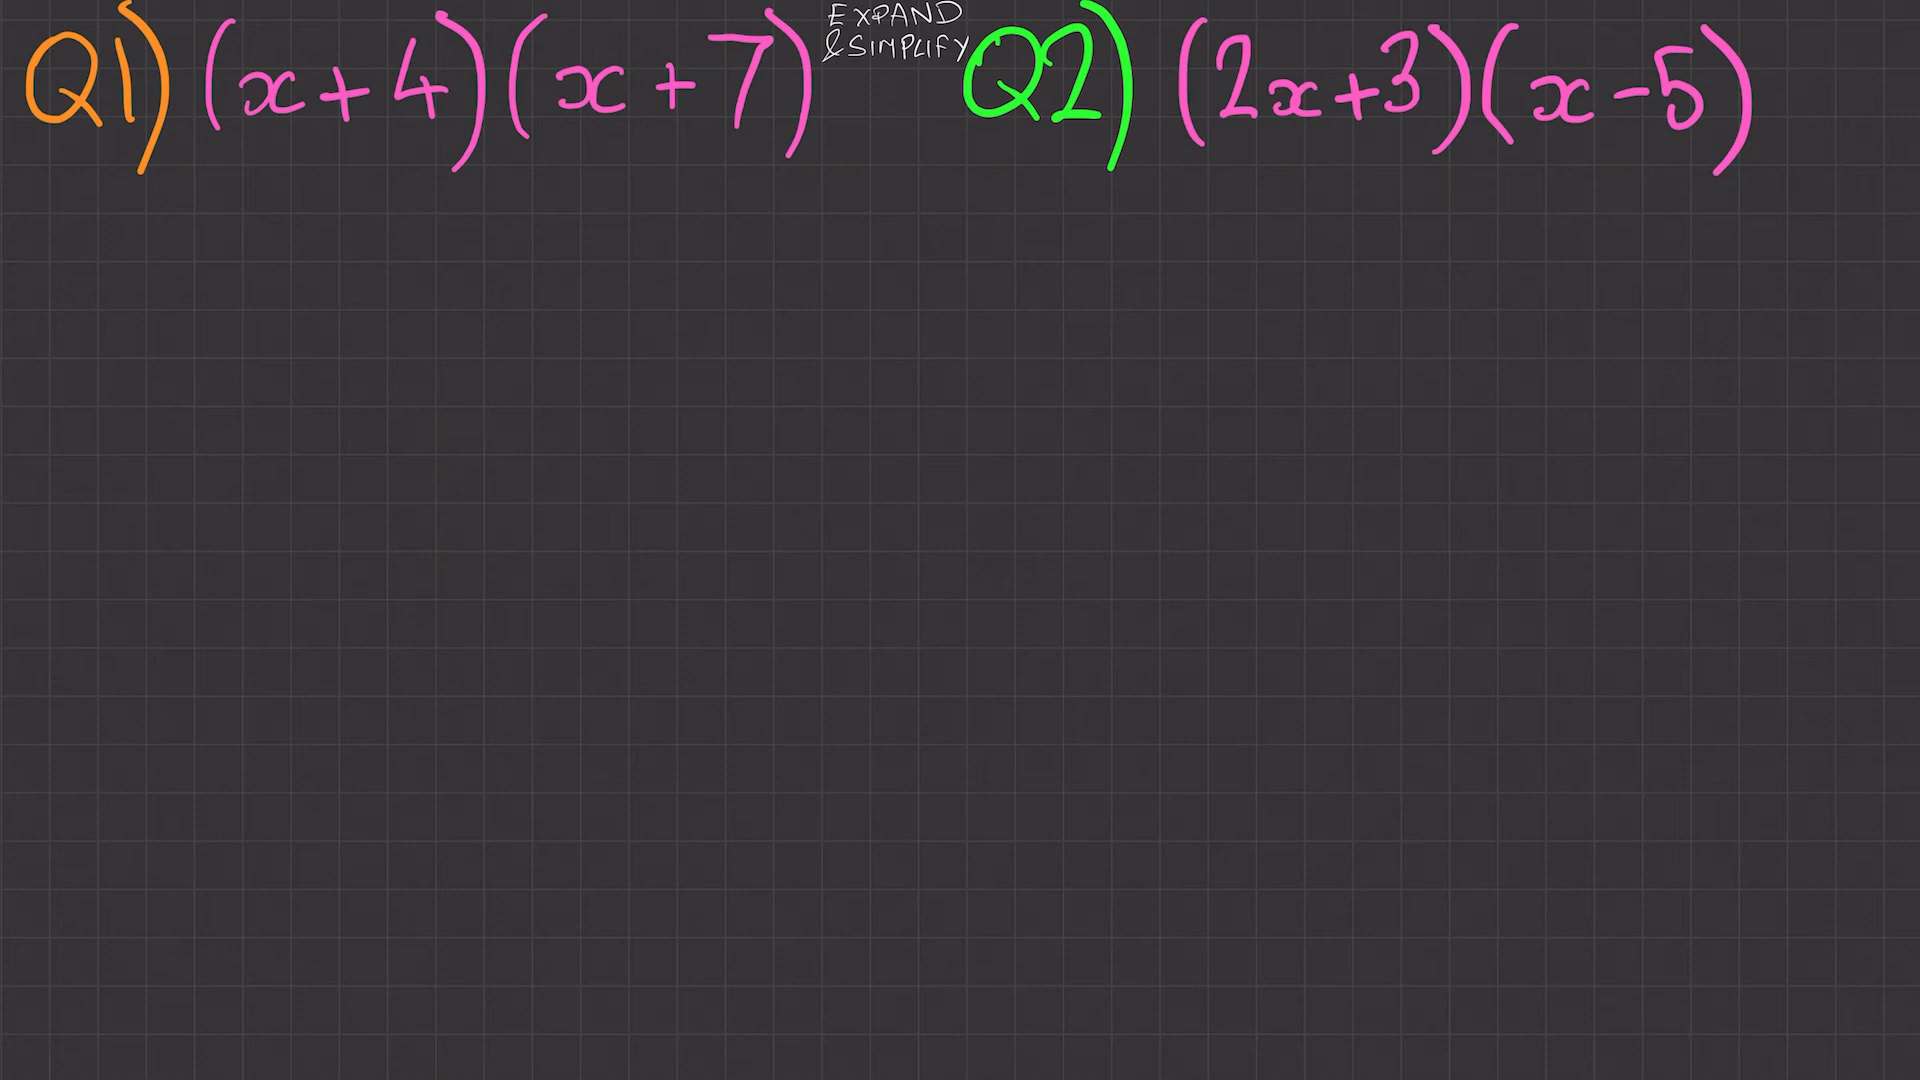 Q1) (x+4)(x+7)
EXPAND
&SIMPLIFY
Q2) (2x+3)(x-5)